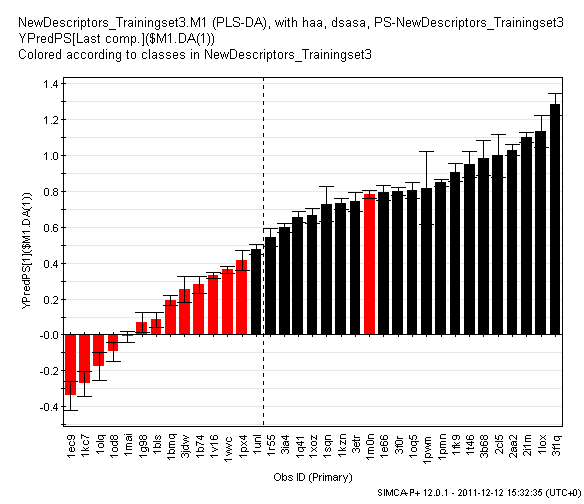 NewDescriptors_Trainingset3.M1 (PLS-DA), with haa, dsasa, PS-NewDescriptors_Trainingset3
YPredPS[Last comp.]($M1.DA(1))
Colored according to classes in NewDescriptors_Trainingset3
YPredPS[1]($M1.DA(1))
1.4
1.2
1.0
0.8
0.6
0.4
0.2
-0.0
-0.2
-0.4
1ec9
1kc7
1olq
1od8
1mai
1g98
1bls
1bmq
3jdw
1b74
1v16
1wvc
1px4
1unl
1r55
3ia4
1q41
1xoz
1sqn
1kzn
3etr
1m0n
1e66
3f0r
1oq5
1pwm
1pmn
1fk9
1t46
3b68
2cl5
2aa2
2i1m
1lox
3f1q
Obs ID (Primary)
SIMCA-P+ 12.0.1 - 2011-12-12 15:32:35 (UTC+0)